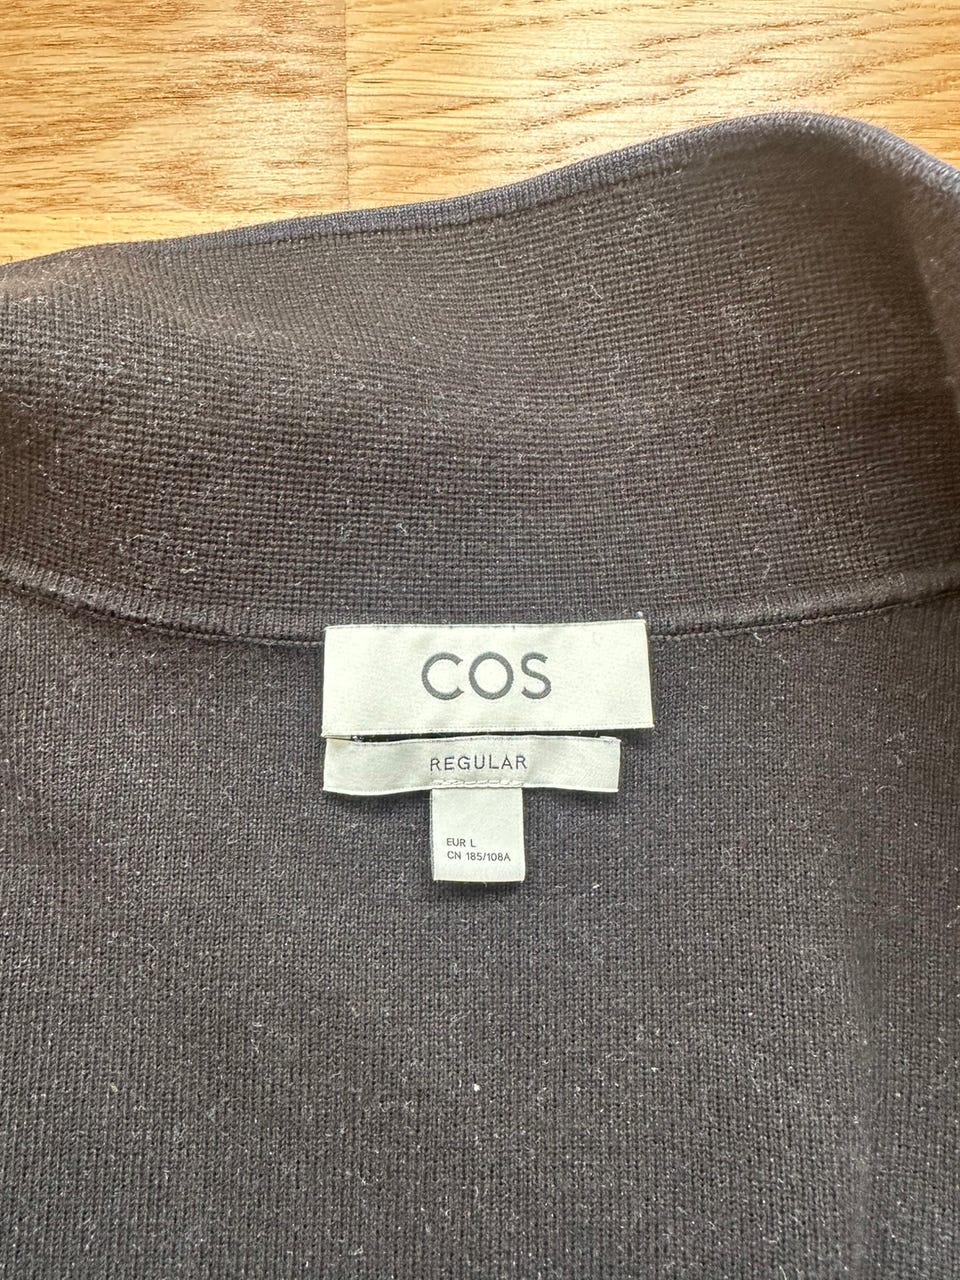 COS
REGULAR
EUR L
CN 185/108A